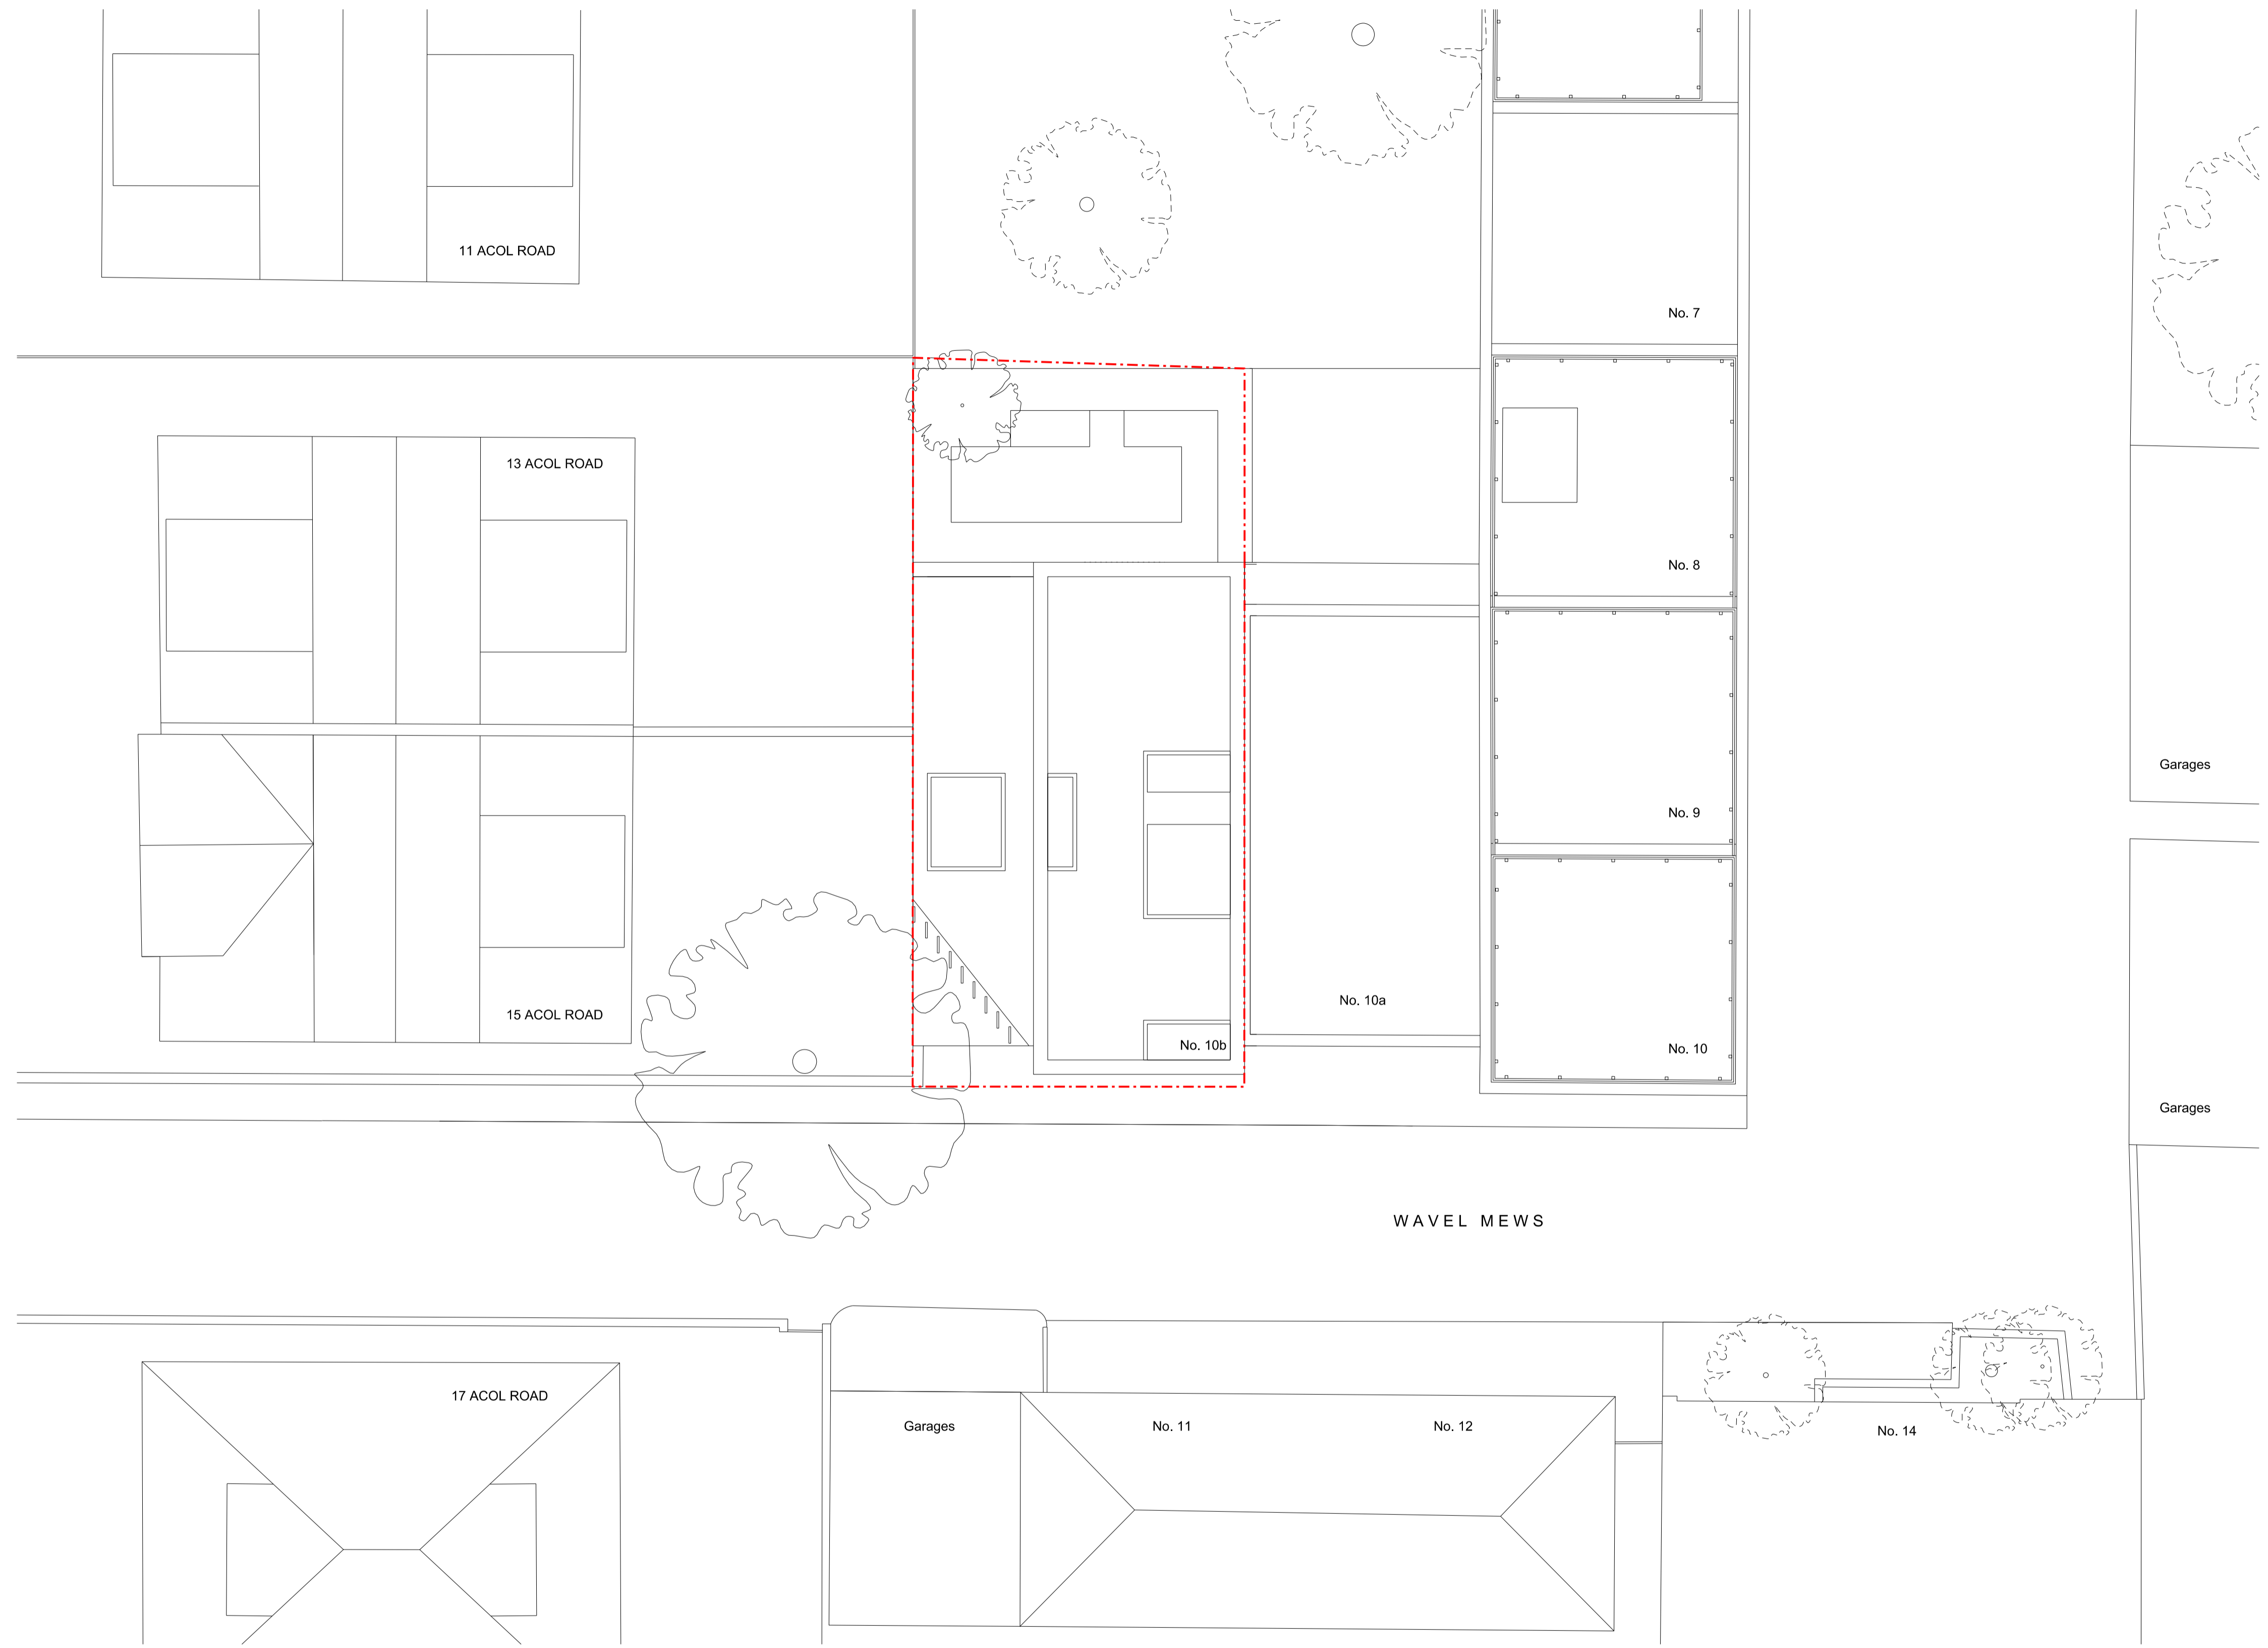 11 ACOL ROAD
No. 7
13 ACOL ROAD
No. 8
Garages
No. 9
No. 10a
15 ACOL ROAD
No. 10b
No. 10
Garages
WAVEL MEWS
17 ACOL ROAD
Garages
No. 11
No. 12
No. 14